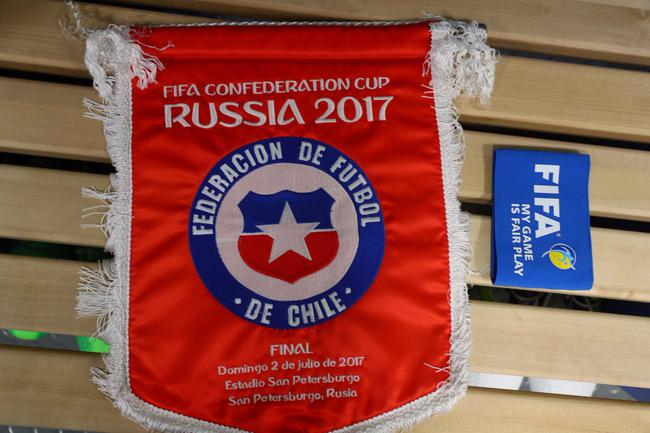 FIFA CONFEDERATION CUP
RUSSIA 2017
FEDERACION DE FUTBOL
· DE CHILE ·
FINAL
Domingo 2 de julio de 2017
Estadio San Petersburgo
San Petersburgo, Rusia
FIFA
MY GAME
IS FAIR PLAY